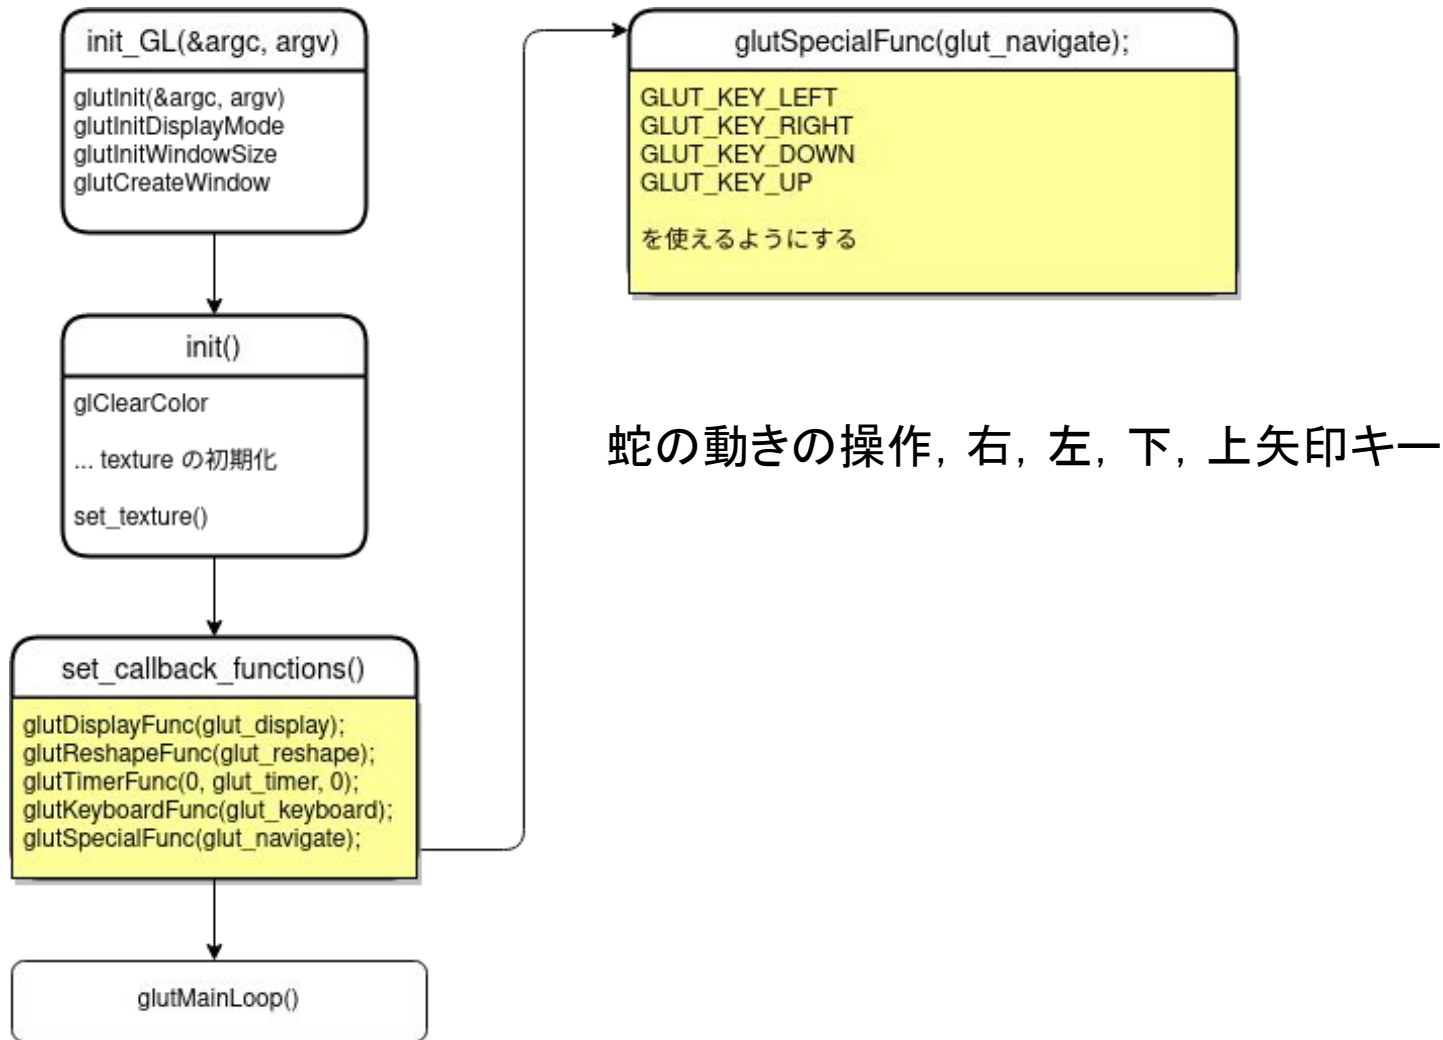 init_GL(&argc, argv)
glutInit(&argc, argv)
glutInitDisplayMode
glutInitWindowSize
glutCreateWindow
init()
glClearColor
... texture の初期化
set_texture()
set_callback_functions()
glutDisplayFunc(glut_display);
glutReshapeFunc(glut_reshape);
glutTimerFunc(0, glut_timer, 0);
glutKeyboardFunc(glut_keyboard);
glutSpecialFunc(glut_navigate);
glutMainLoop()
glutSpecialFunc(glut_navigate);
GLUT_KEY_LEFT
GLUT_KEY_RIGHT
GLUT_KEY_DOWN
GLUT_KEY_UP
を使えるようにする
蛇の動きの操作, 右, 左, 下, 上矢印キー